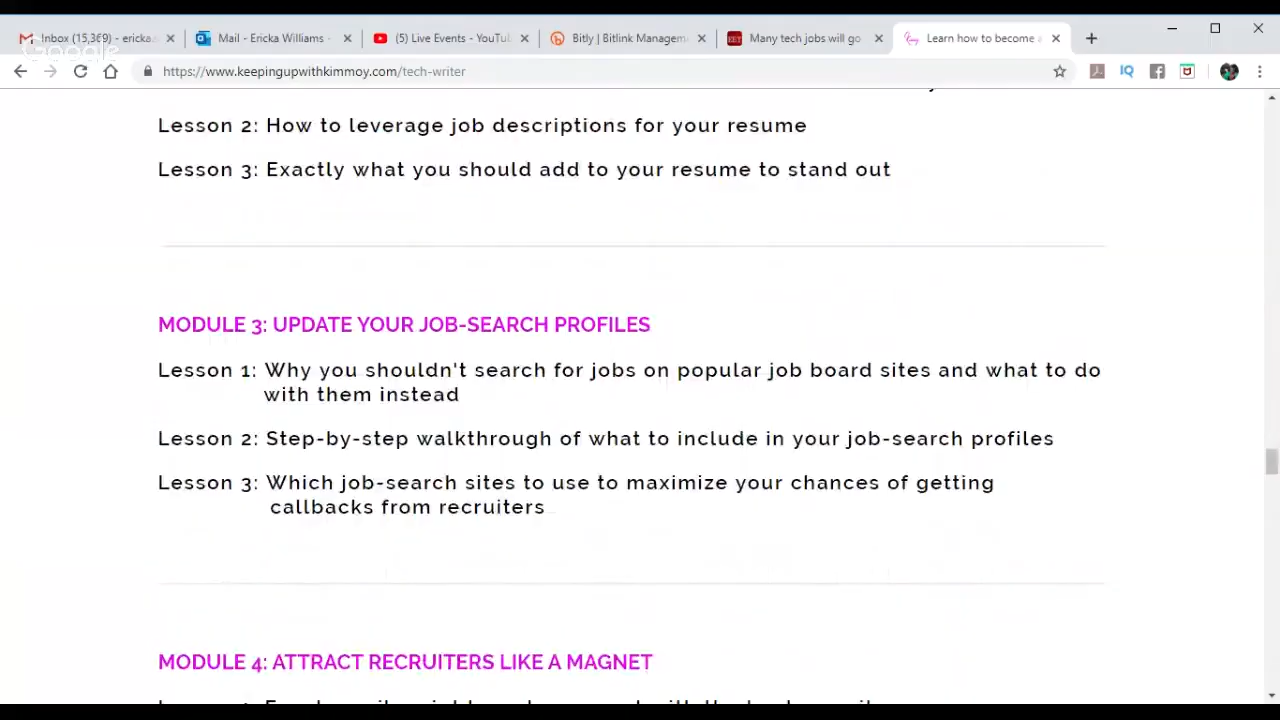 Inbox (15,369) - ericka.
Mail - Ericka Williams -
(5) Live Events - YouTu
Bitly | Bitlink Managem
Many tech jobs will go
Learn how to become a
Google
https://www.keepingupwithkimmoy.com/tech-writer
IQ
Lesson 2: How to leverage job descriptions for your resume
Lesson 3: Exactly what you should add to your resume to stand out
MODULE 3: UPDATE YOUR JOB-SEARCH PROFILES
Lesson 1: Why you shouldn't search for jobs on popular job board sites and what to do
with them instead
Lesson 2: Step-by-step walkthrough of what to include in your job-search profiles
Lesson 3: Which job-search sites to use to maximize your chances of getting
callbacks from recruiters
MODULE 4: ATTRACT RECRUITERS LIKE A MAGNET